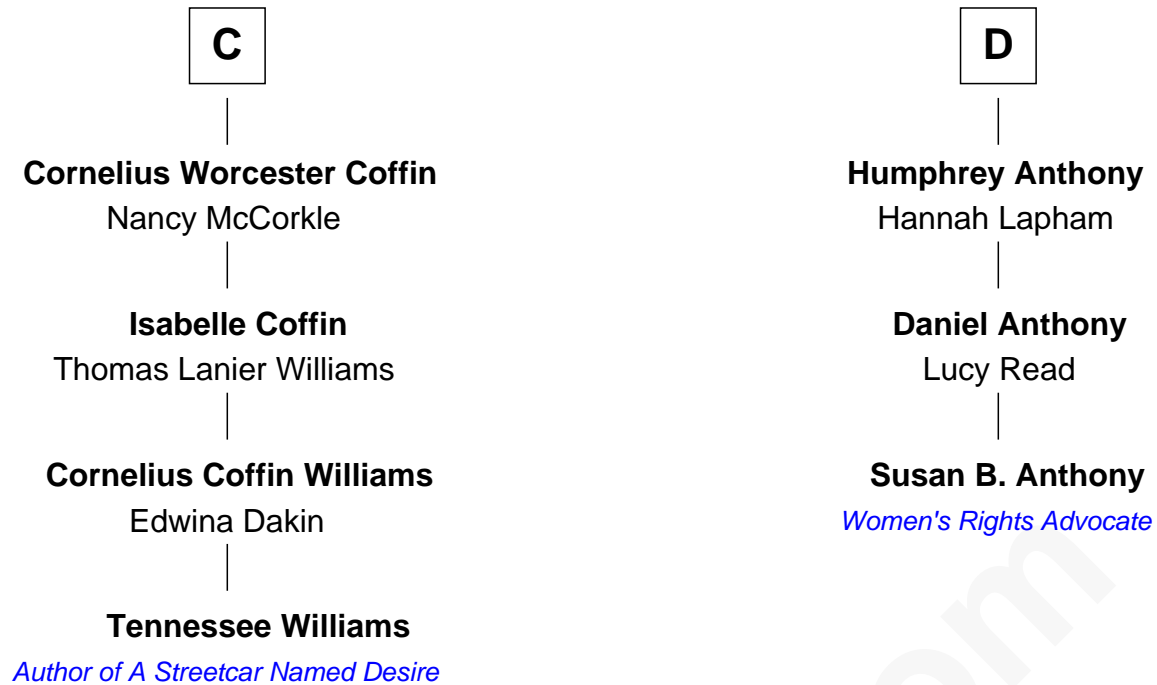 C
Cornelius Worcester Coffin
Nancy McCorkle
Isabelle Coffin
Thomas Lanier Williams
Cornelius Coffin Williams
Edwina Dakin
Tennessee Williams
Author of A Streetcar Named Desire
D
Humphrey Anthony
Hannah Lapham
Daniel Anthony
Lucy Read
Susan B. Anthony
Women's Rights Advocate
om